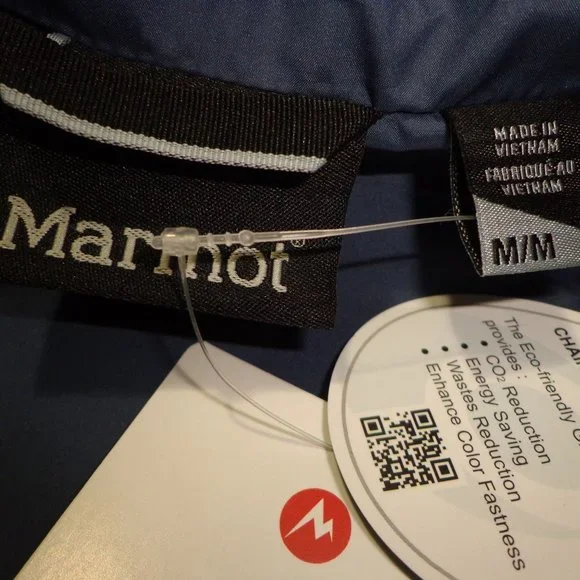 Marmot®
MADE IN
VIETNAM
FABRIQUÉ AU
VIETNAM
M/M
The Eco-friendly
provides :
• CO2 Reduction
• Energy Saving
• Wastes Reduction
• Enhance Color Fastness